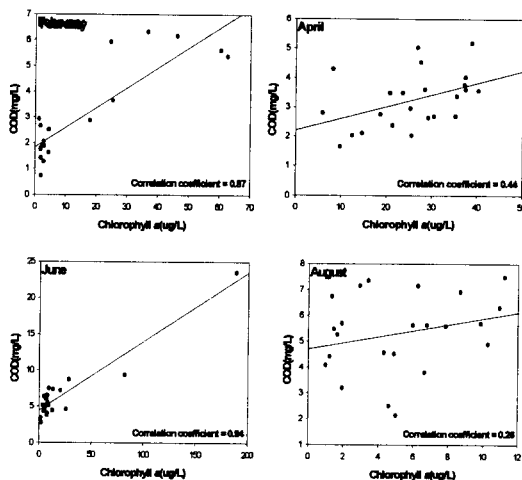 February
7
6
5
4
3
2
1
0
COD(mg/L)
Correlation coefficient = 0.87
0 10 20 30 40 50 60 70
Chlorophyll a(ug/L)
April
6
5
4
3
2
1
0
COD(mg/L)
Correlation coefficient = 0.44
0 10 20 30 40 50
Chlorophyll a(ug/L)
June
25
20
15
10
5
0
COD(mg/L)
Correlation coefficient = 0.94
0 50 100 150 200
Chlorophyll a(ug/L)
August
8
7
6
5
4
3
2
1
COD(mg/L)
Correlation coefficient = 0.26
0 2 4 6 8 10 12
Chlorophyll a(ug/L)